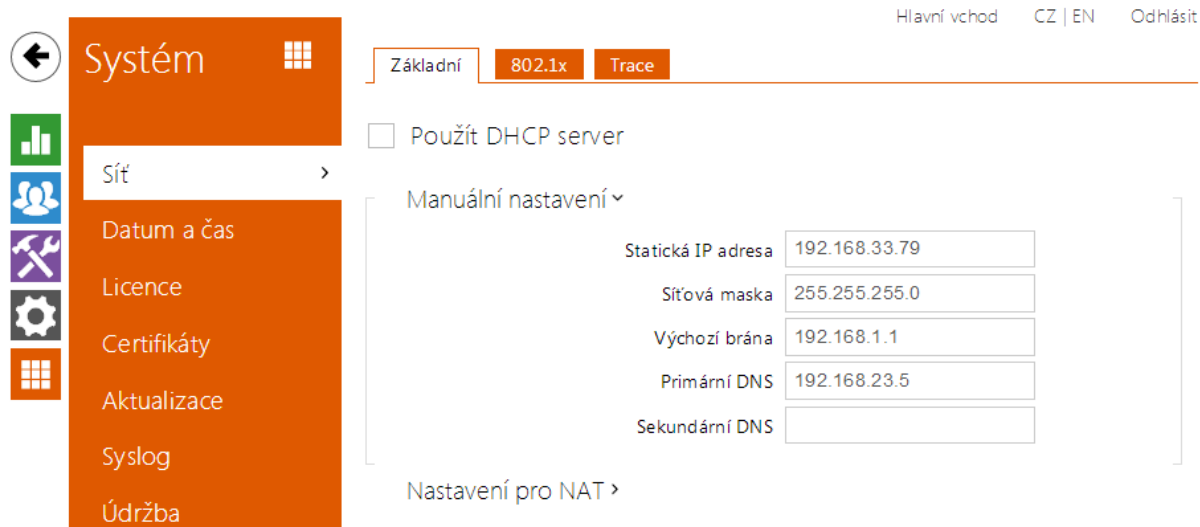 Hlavní vchod CZ | EN Odhlásit
Systém
Základní 802.1x Trace
Použít DHCP server
Síť
Datum a čas
Licence
Certifikáty
Aktualizace
Syslog
Údržba
Manuální nastavení
Statická IP adresa 192.168.33.79
Síťová maska 255.255.255.0
Výchozí brána 192.168.1.1
Primární DNS 192.168.23.5
Sekundární DNS
Nastavení pro NAT